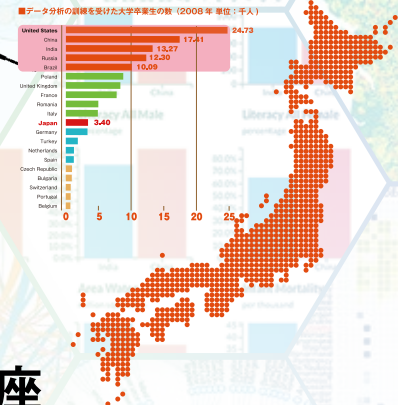 ■データ分析の訓練を受けた大学卒業生の数（2008年 単位：千人）
United States 24.73
China 17.41
India 13.27
Russia 12.30
Brazil 10.09
Poland
United Kingdom
France
Romania
Italy
Japan 3.40
Germany
Turkey
Netherlands
Spain
Czech Republic
Bulgaria
Switzerland
Portugal
Belgium
0 5 10 15 20 25
座